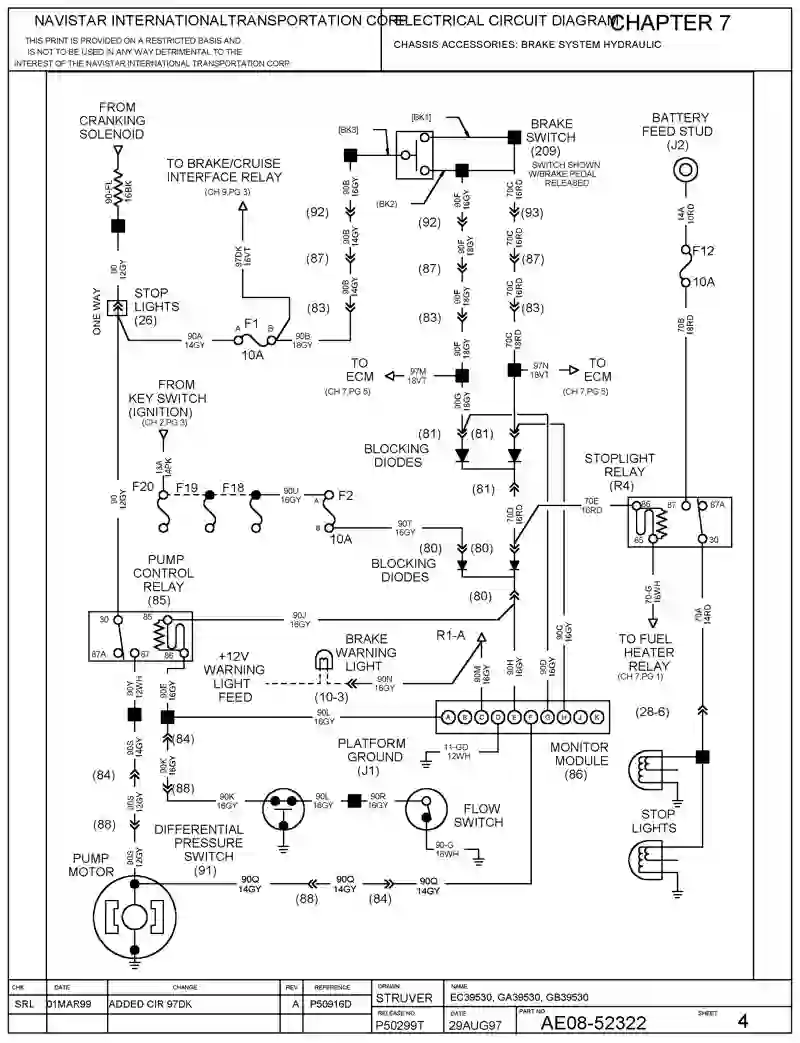 NAVISTAR INTERNATIONALTRANSPORTATION CORP.
ELECTRICAL CIRCUIT DIAGRAM
CHAPTER 7
THIS PRINT IS PROVIDED ON A RESTRICTED BASIS AND
IS NOT TO BE USED IN ANY WAY DETRIMENTAL TO THE
INTEREST OF THE NAVISTAR INTERNATIONAL TRANSPORTATION CORP
CHASSIS ACCESSORIES: BRAKE SYSTEM HYDRAULIC
FROM
CRANKING
SOLENOID
90-FL
16BK
TO BRAKE/CRUISE
INTERFACE RELAY
(CH 9,PG 3)
97DK
16VT
[BK3]
[BK1]
(BK2)
BRAKE
SWITCH
(209)
SWITCH SHOWN
W/BRAKE PEDAL
RELEASED
BATTERY
FEED STUD
(J2)
90B
16GY
90F
16GY
70C
16RD
14A
10RD
(92)
(92)
(93)
90B
14GY
90F
18GY
70C
16RD
F12
10A
(87)
(87)
(87)
90
12GY
90B
14GY
90F
18GY
70C
16RD
ONE WAY
STOP
LIGHTS
(26)
(83)
(83)
(83)
90A
14GY
A
F1
B
10A
90B
18GY
90F
18GY
70C
18RD
70B
18RD
TO
ECM
(CH 7,PG 5)
97M
18VT
97N
18VT
TO
ECM
(CH 7,PG 5)
FROM
KEY SWITCH
(IGNITION)
(CH 2,PG 3)
90G
18GY
13A
14PK
(81)
(81)
BLOCKING
DIODES
(81)
STOPLIGHT
RELAY
(R4)
90
12GY
F20
F19
F18
90U
16GY
A
F2
B
10A
90T
16GY
70D
16RD
70E
18RD
86
87
87A
65
30
(80)
(80)
BLOCKING
DIODES
(80)
PUMP
CONTROL
RELAY
(85)
70-G
16WH
70A
14RD
30
85
87A
67
86
90J
16GY
90C
16GY
TO FUEL
HEATER
RELAY
(CH 7,PG 1)
+12V
WARNING
LIGHT
FEED
BRAKE
WARNING
LIGHT
(10-3)
90N
16GY
R1-A
90M
16GY
90H
16GY
90D
16GY
90Y
12WH
90E
16GY
90L
16GY
A B C D E F G H J K
(28-6)
90S
14GY
(84)
90K
16GY
PLATFORM
GROUND
(J1)
11-GD
12WH
MONITOR
MODULE
(86)
(84)
90S
12GY
(88)
90K
16GY
90L
16GY
90R
16GY
(88)
FLOW
SWITCH
90-G
16WH
STOP
LIGHTS
90S
12GY
DIFFERENTIAL
PRESSURE
SWITCH
(91)
PUMP
MOTOR
90Q
14GY
(88)
90Q
14GY
(84)
90Q
14GY
CHK DATE CHANGE REV REFERENCE
SRL 01MAR99 ADDED CIR 97DK A P50916D
DRAWN
STRUVER
NAME
EC39530, GA39530, GB39530
RELEASE NO.
P50299T
DATE
29AUG97
PART NO.
AE08-52322
SHEET
4